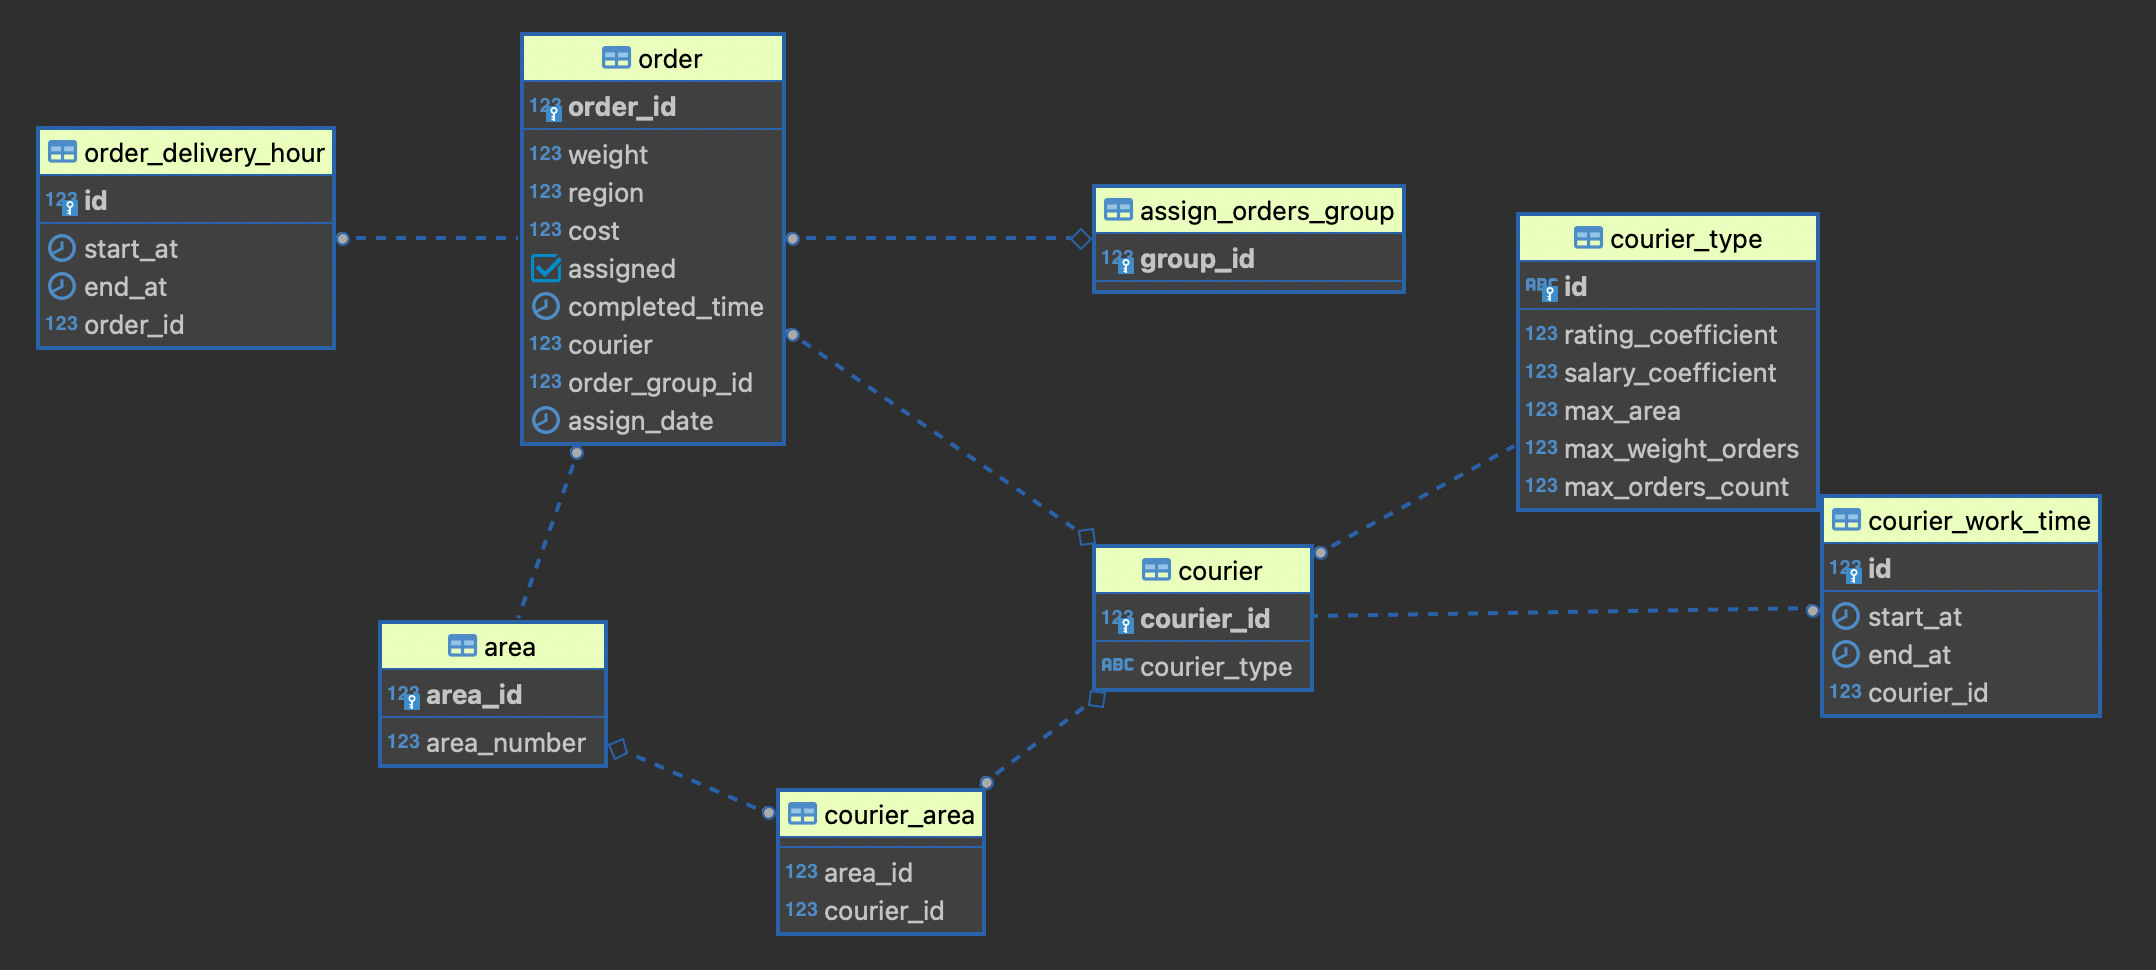 order
123 order_id
123 weight
123 region
123 cost
assigned
completed_time
123 courier
123 order_group_id
assign_date
order_delivery_hour
123 id
start_at
end_at
123 order_id
assign_orders_group
123 group_id
courier_type
ABC id
123 rating_coefficient
123 salary_coefficient
123 max_area
123 max_weight_orders
123 max_orders_count
courier_work_time
123 id
start_at
end_at
123 courier_id
courier
123 courier_id
ABC courier_type
area
123 area_id
123 area_number
courier_area
123 area_id
123 courier_id